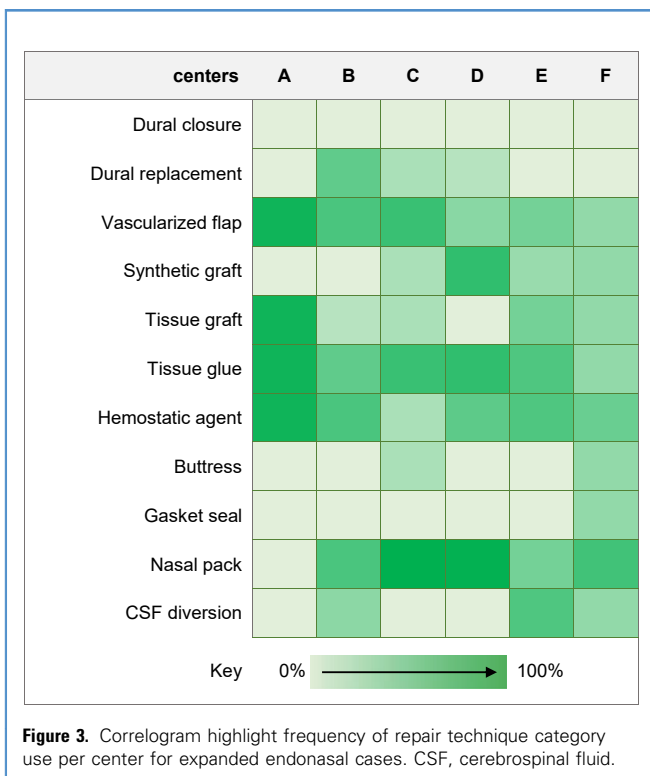 centers A B C D E F
Dural closure
Dural replacement
Vascularized flap
Synthetic graft
Tissue graft
Tissue glue
Hemostatic agent
Buttress
Gasket seal
Nasal pack
CSF diversion
Key 0% 100%
Figure 3. Correlogram highlight frequency of repair technique category
use per center for expanded endonasal cases. CSF, cerebrospinal fluid.